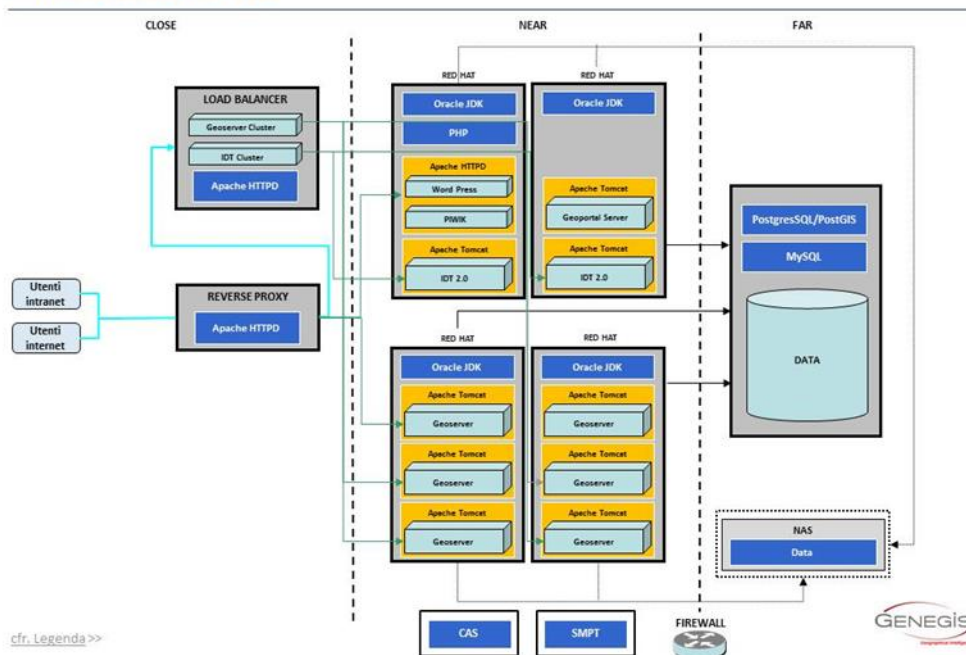 CLOSE
NEAR
FAR
RED HAT
RED HAT
LOAD BALANCER
Geoserver Cluster
IDT Cluster
Apache HTTPD
Oracle JDK
PHP
Apache HTTPD
Word Press
PIWIK
Apache Tomcat
IDT 2.0
Oracle JDK
Apache Tomcat
Geoportal Server
Apache Tomcat
IDT 2.0
PostgresSQL/PostGIS
MySQL
DATA
Utenti
intranet
Utenti
internet
REVERSE PROXY
Apache HTTPD
RED HAT
RED HAT
Oracle JDK
Apache Tomcat
Geoserver
Apache Tomcat
Geoserver
Apache Tomcat
Geoserver
Oracle JDK
Apache Tomcat
Geoserver
Apache Tomcat
Geoserver
Apache Tomcat
Geoserver
NAS
Data
CAS
SMPT
FIREWALL
cfr. Legenda >>
GENEGIS